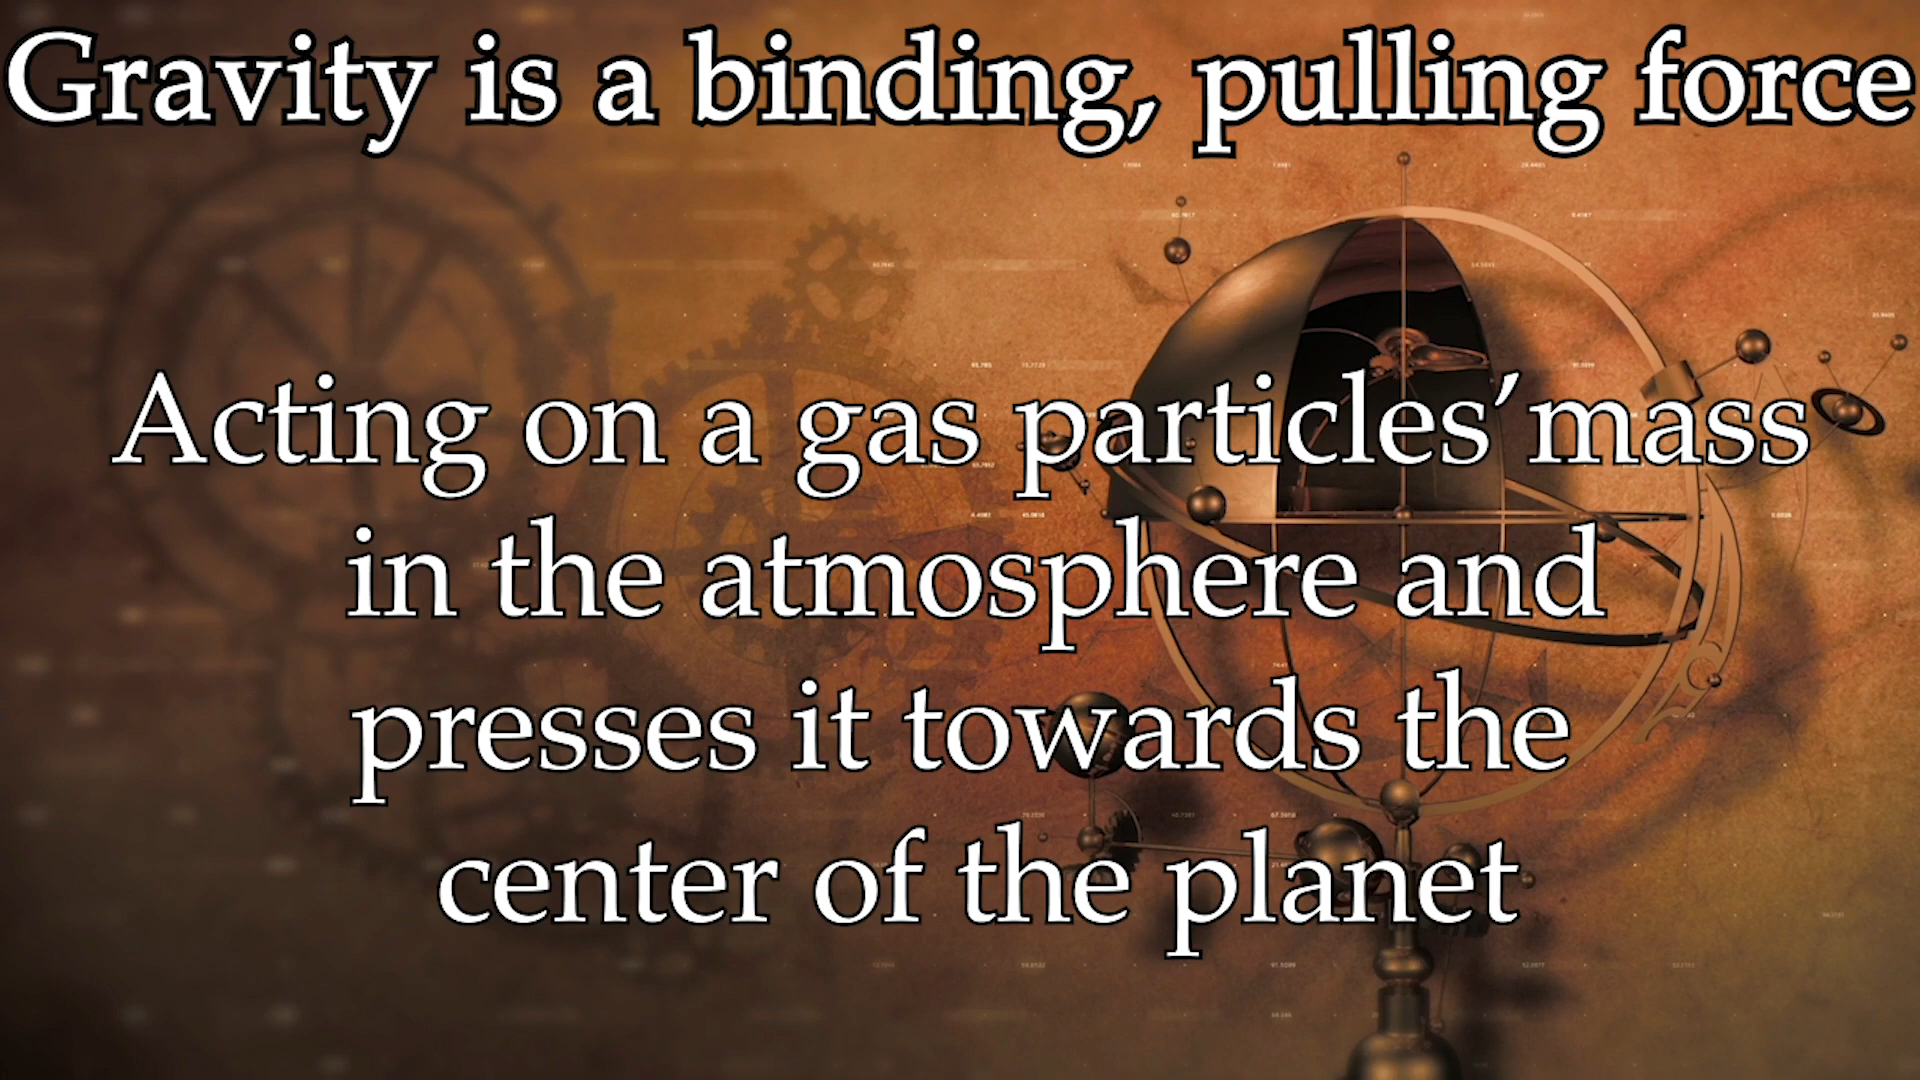 Gravity is a binding, pulling force
Acting on a gas particles’ mass
in the atmosphere and
presses it towards the
center of the planet